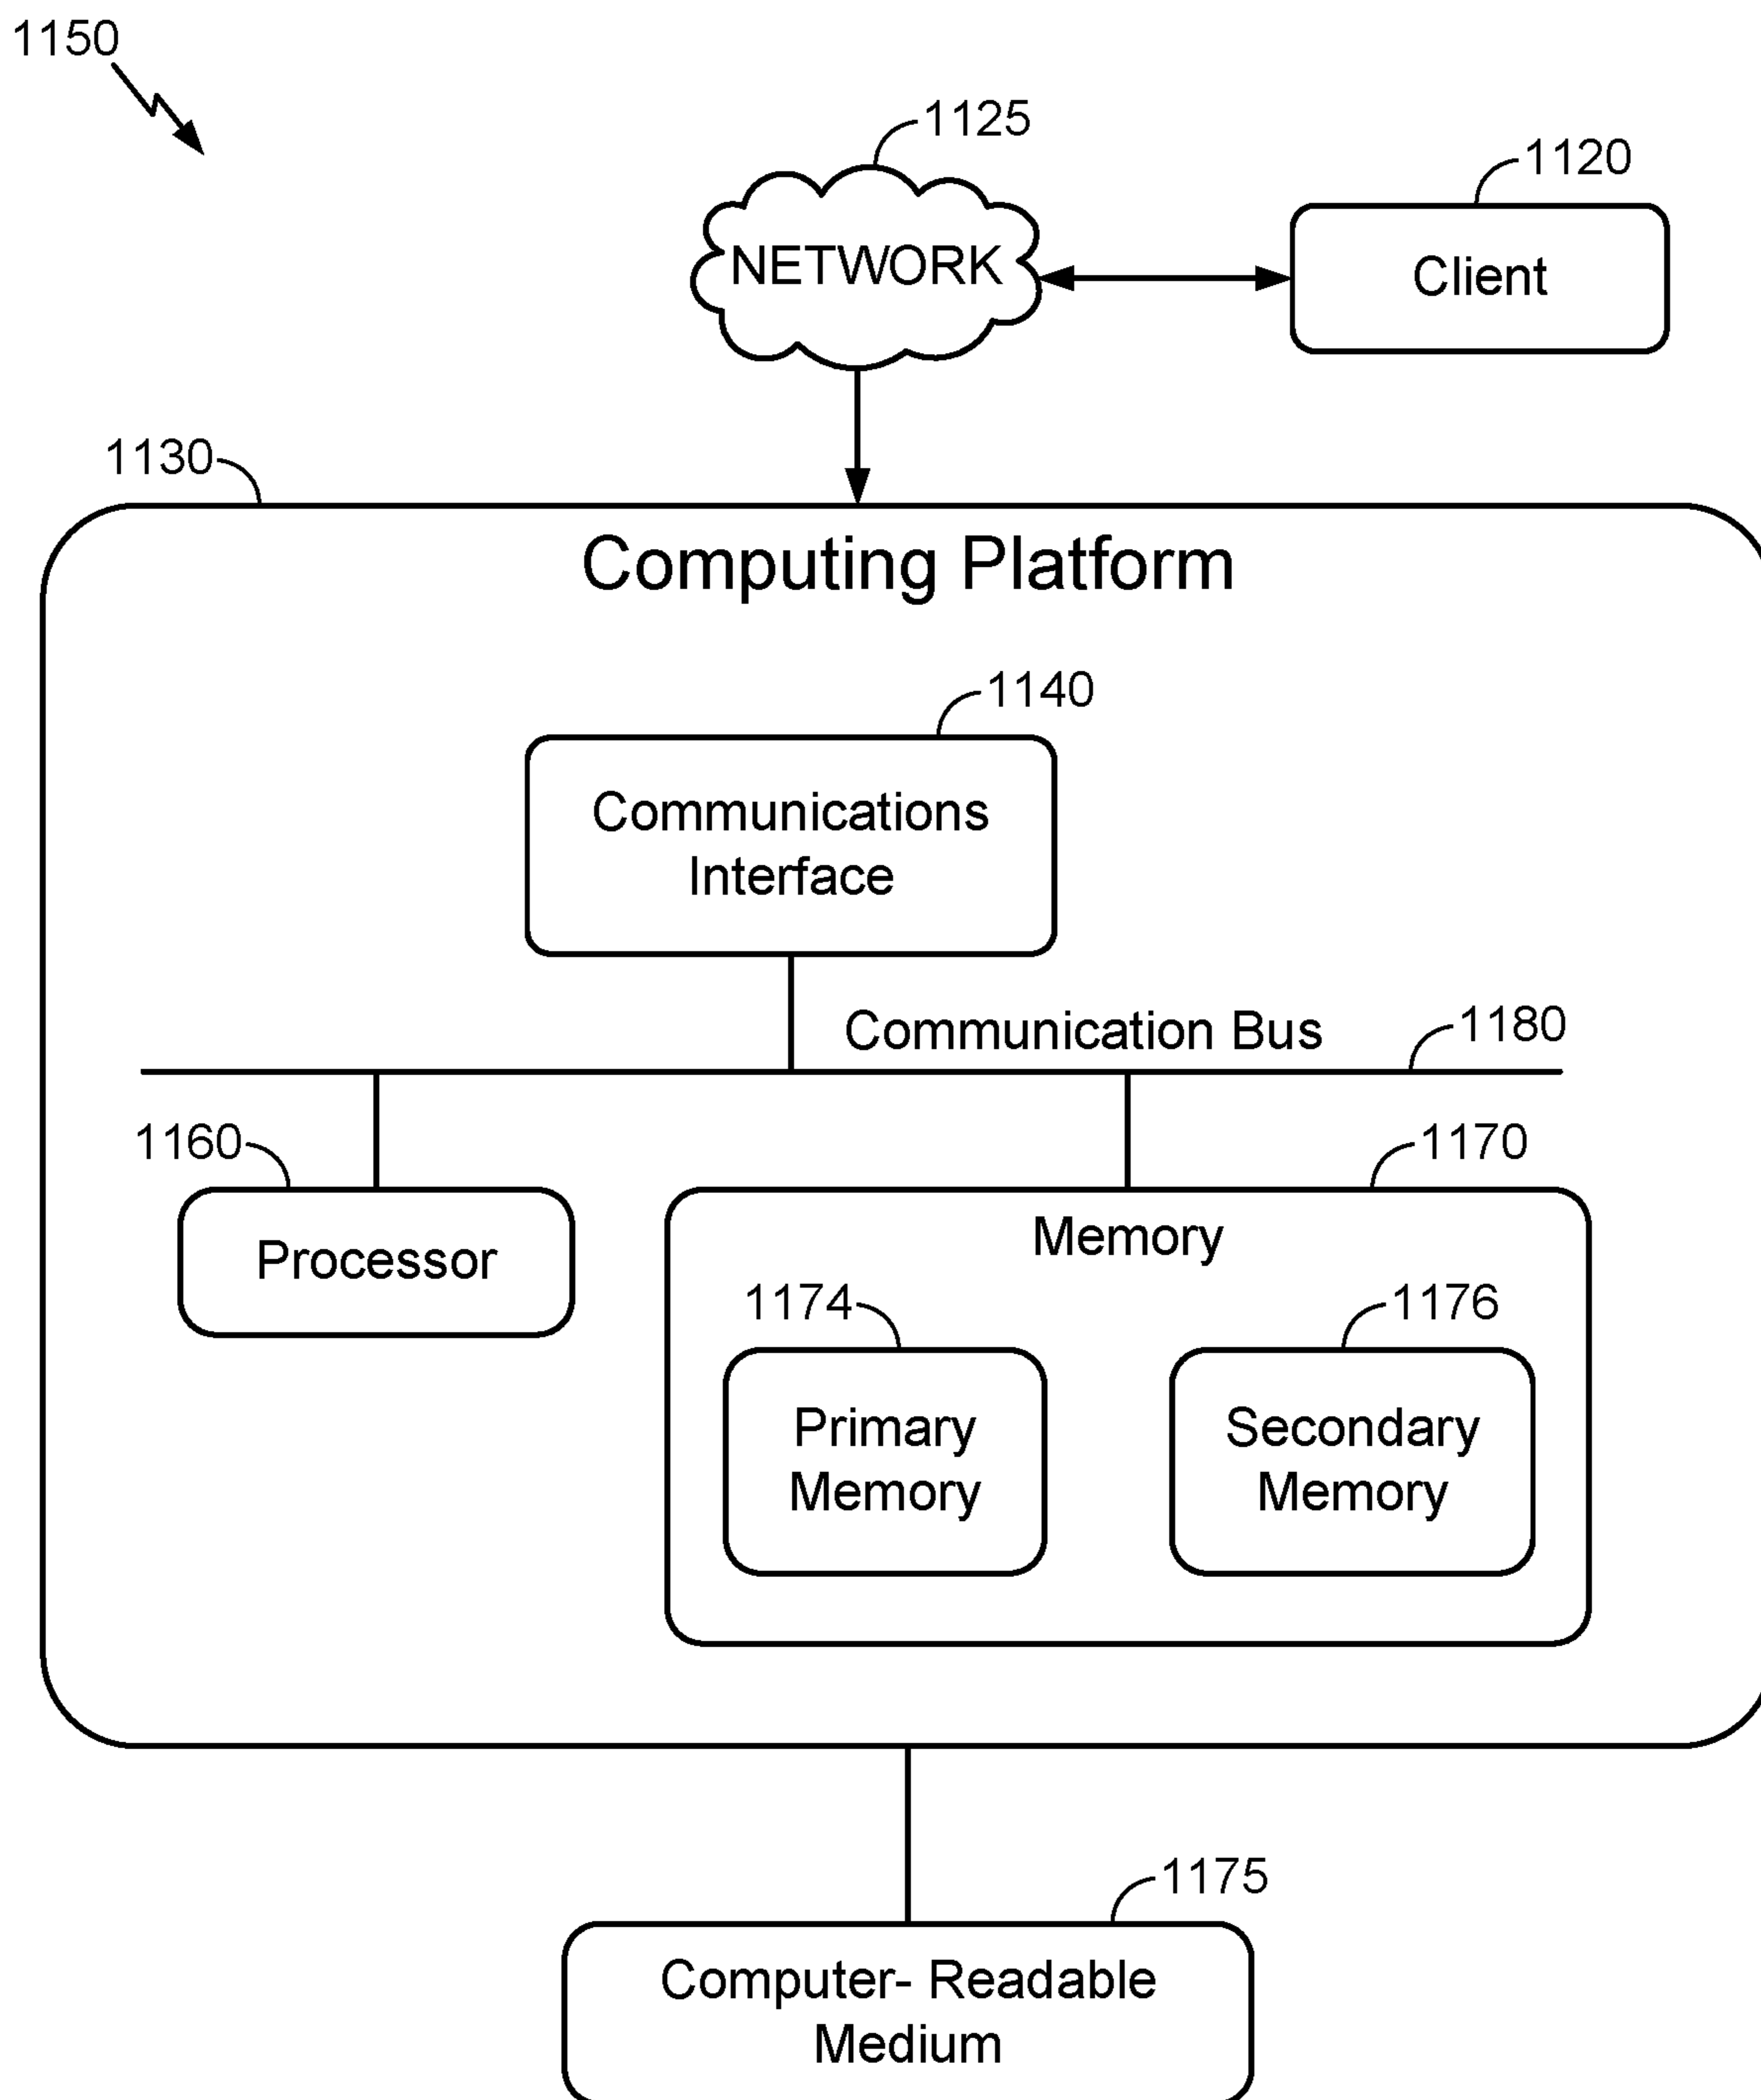 1150
1125
1120
NETWORK
Client
1130
Computing Platform
1140
Communications
Interface
Communication Bus
1180
1160
1170
Processor
Memory
1174
1176
Primary
Memory
Secondary
Memory
1175
Computer- Readable
Medium